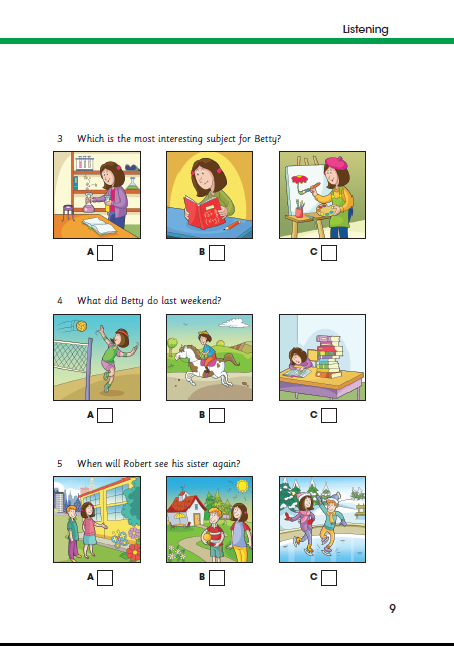 Listening
3 Which is the most interesting subject for Betty?
A B C
4 What did Betty do last weekend?
A B C
5 When will Robert see his sister again?
A B C
9